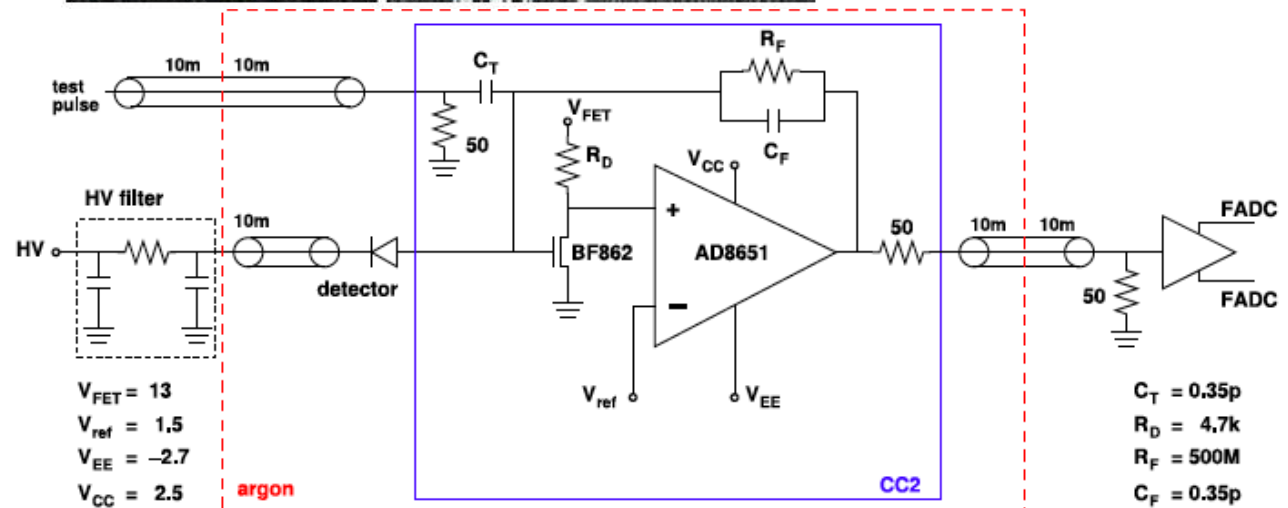 10m 10m
test
pulse
C_T
R_F
C_F
50
V_FET
R_D
V_CC
HV filter
HV
10m
detector
BF862
+
AD8651
−
50
10m 10m
50
FADC
FADC
V_ref
V_EE
V_FET = 13
V_ref = 1.5
V_EE = −2.7
V_CC = 2.5
argon
CC2
C_T = 0.35p
R_D = 4.7k
R_F = 500M
C_F = 0.35p